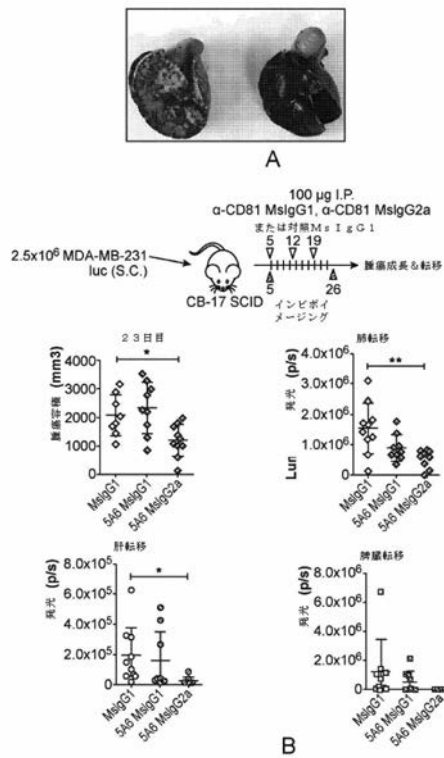 A
100 μg I.P.
α-CD81 MsIgG1, α-CD81 MsIgG2a
または対照MsIgG1
5 12 19
2.5x10⁶ MDA-MB-231
luc (S.C.)
CB-17 SCID
5 26
腫瘍成長&転移
インビボイ
メージング
23日目
*
腫瘍容積 (mm3)
4000
3000
2000
1000
0
MsIgG1
5A6 MsIgG1
5A6 MsIgG2a
肺転移
**
発光 (p/s)
Lun
4.0x10⁶
3.0x10⁶
2.0x10⁶
1.0x10⁶
0
MsIgG1
5A6 MsIgG1
5A6 MsIgG2a
肝転移
*
発光 (p/s)
8.0x10⁵
6.0x10⁵
4.0x10⁵
2.0x10⁵
0
MsIgG1
5A6 MsIgG1
5A6 MsIgG2a
脾臓転移
発光 (p/s)
8.0x10⁶
6.0x10⁶
4.0x10⁶
2.0x10⁶
0
MsIgG1
5A6 MsIgG1
5A6 MsIgG2a
B